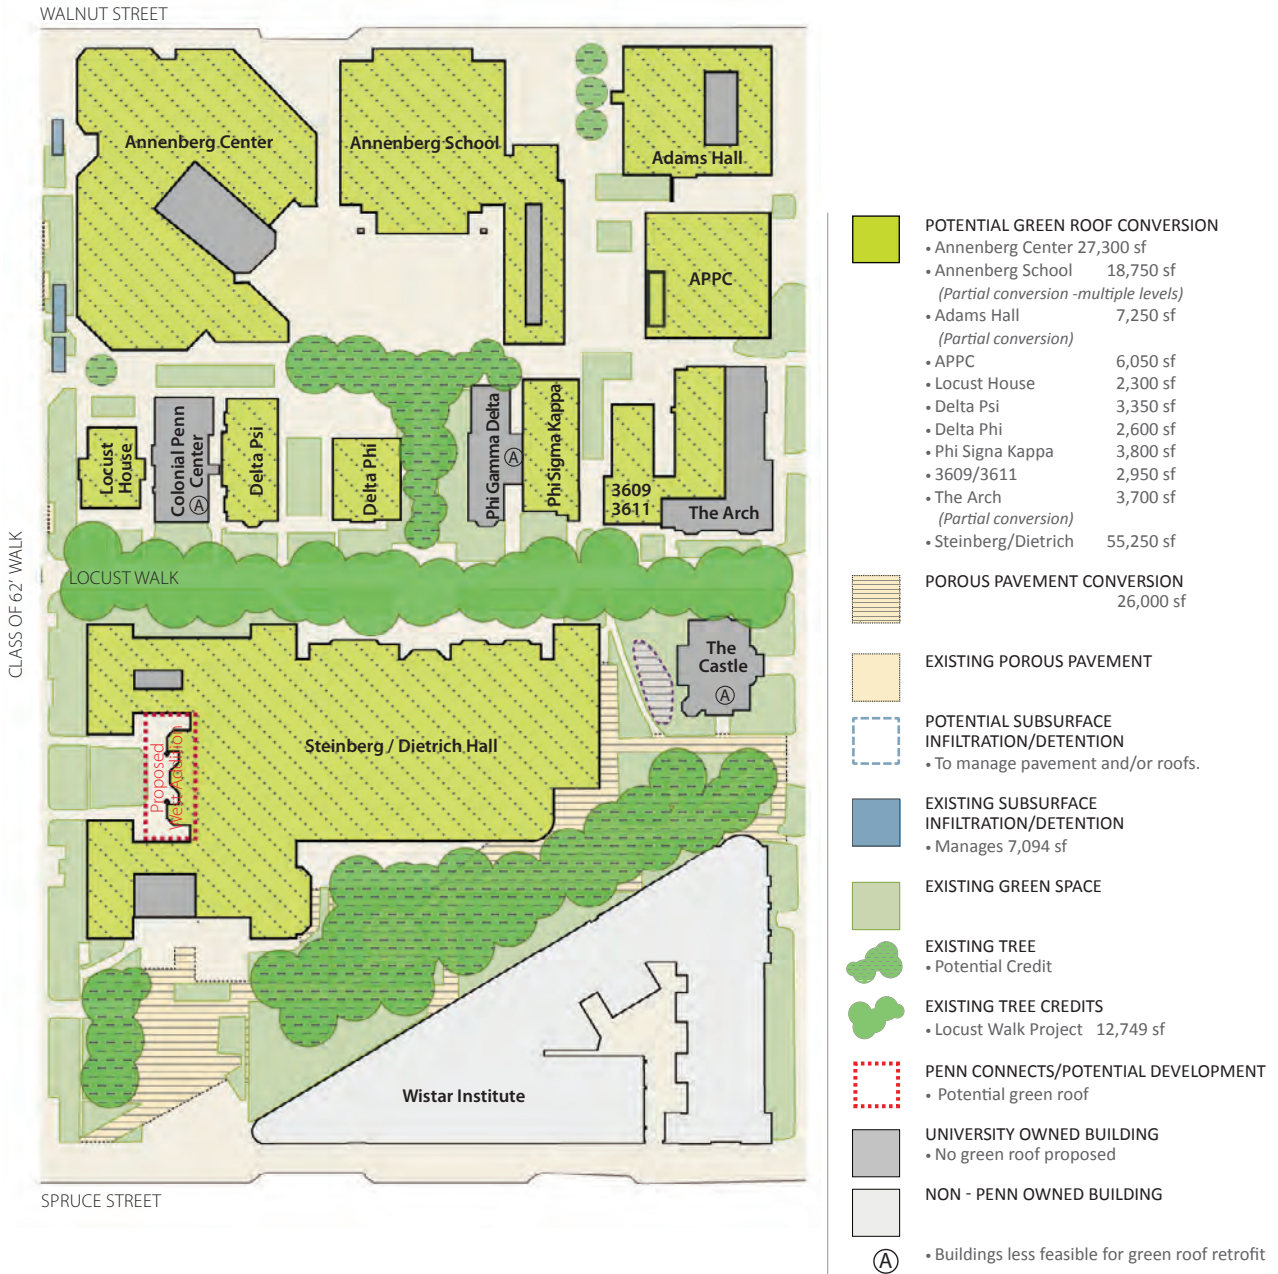 WALNUT STREET
Annenberg Center
Annenberg School
Adams Hall
APPC
Locust
House
Colonial Penn
Center
A
Delta Psi
Delta Phi
Phi Gamma Delta
A
Phi Sigma Kappa
3609
3611
The Arch
LOCUST WALK
CLASS OF 62' WALK
The
Castle
A
Steinberg / Dietrich Hall
Proposed
West Addition
Wistar Institute
SPRUCE STREET
POTENTIAL GREEN ROOF CONVERSION
• Annenberg Center 27,300 sf
• Annenberg School 18,750 sf
(Partial conversion -multiple levels)
• Adams Hall 7,250 sf
(Partial conversion)
• APPC 6,050 sf
• Locust House 2,300 sf
• Delta Psi 3,350 sf
• Delta Phi 2,600 sf
• Phi Signa Kappa 3,800 sf
• 3609/3611 2,950 sf
• The Arch 3,700 sf
(Partial conversion)
• Steinberg/Dietrich 55,250 sf
POROUS PAVEMENT CONVERSION
26,000 sf
EXISTING POROUS PAVEMENT
POTENTIAL SUBSURFACE
INFILTRATION/DETENTION
• To manage pavement and/or roofs.
EXISTING SUBSURFACE
INFILTRATION/DETENTION
• Manages 7,094 sf
EXISTING GREEN SPACE
EXISTING TREE
• Potential Credit
EXISTING TREE CREDITS
• Locust Walk Project 12,749 sf
PENN CONNECTS/POTENTIAL DEVELOPMENT
• Potential green roof
UNIVERSITY OWNED BUILDING
• No green roof proposed
NON - PENN OWNED BUILDING
A • Buildings less feasible for green roof retrofit